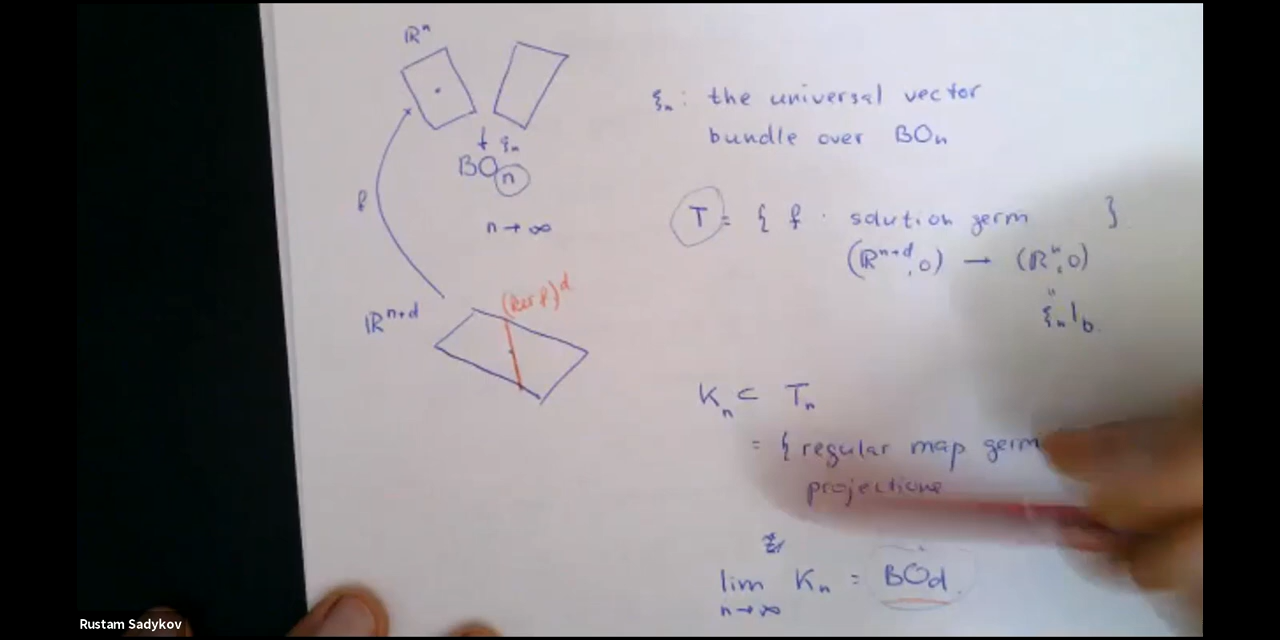 ℝⁿ
ξₙ : the universal vector
bundle over BOₙ
↓ ξₙ
BOₙ
f
n → ∞
T = { f · solution germ }
(ℝⁿ⁺ᵈ, 0) → (ℝⁿ, 0)
"
ξₙ|b.
(ker f)ᵈ
ℝⁿ⁺ᵈ
Kₙ ⊂ Tₙ
= { regular map germ
projections
lim Kₙ = BOd.
n→∞
Rustam Sadykov